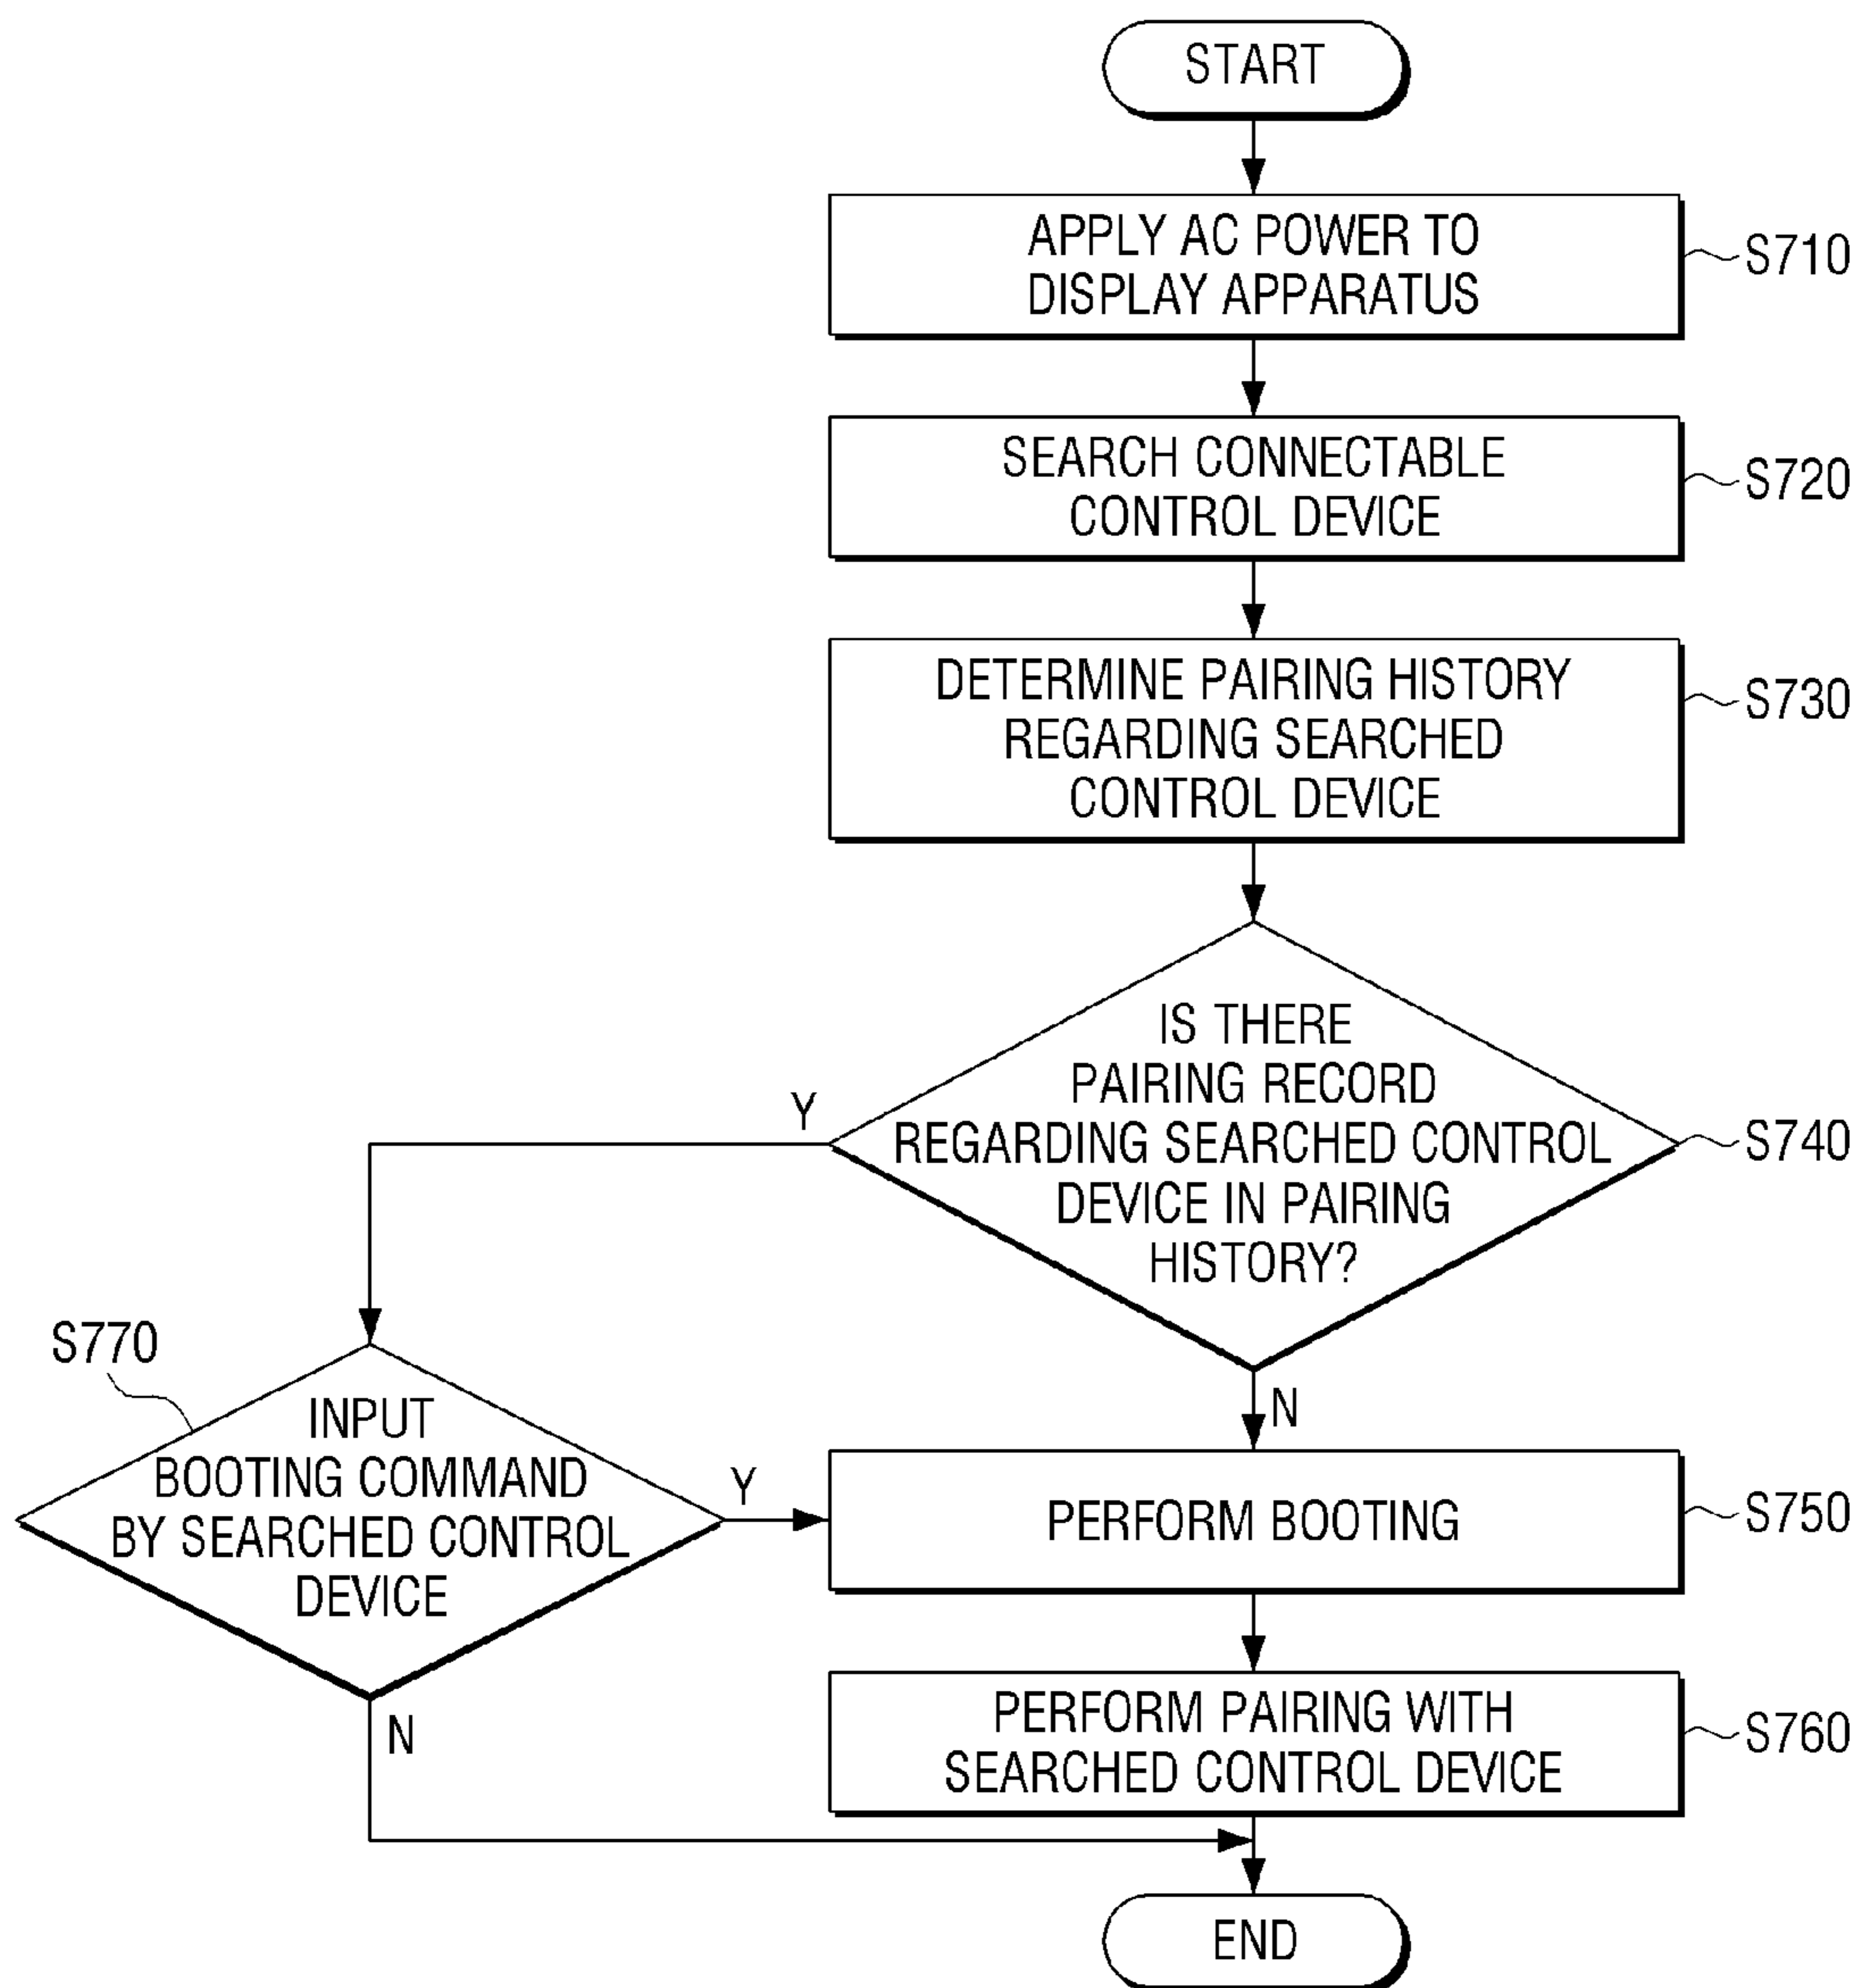 START
APPLY AC POWER TO
DISPLAY APPARATUS
S710
SEARCH CONNECTABLE
CONTROL DEVICE
S720
DETERMINE PAIRING HISTORY
REGARDING SEARCHED
CONTROL DEVICE
S730
IS THERE
PAIRING RECORD
REGARDING SEARCHED CONTROL
DEVICE IN PAIRING
HISTORY?
S740
Y
N
S770
INPUT
BOOTING COMMAND
BY SEARCHED CONTROL
DEVICE
Y
N
PERFORM BOOTING
S750
PERFORM PAIRING WITH
SEARCHED CONTROL DEVICE
S760
END